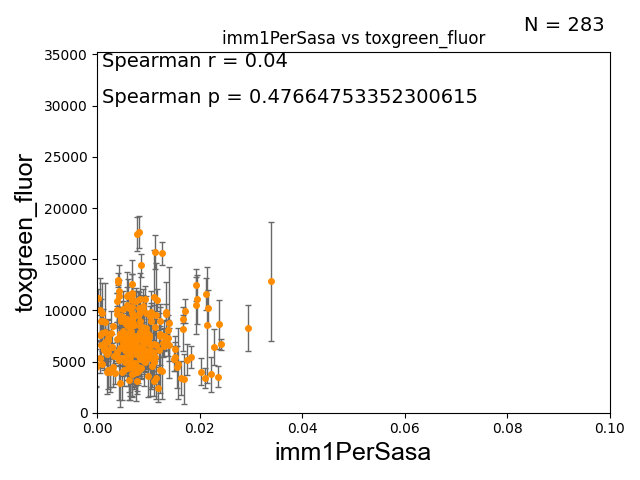 N = 283
imm1PerSasa vs toxgreen_fluor
Spearman r = 0.04
Spearman p = 0.47664753352300615
35000
30000
25000
20000
15000
10000
5000
0
toxgreen_fluor
0.00 0.02 0.04 0.06 0.08 0.10
imm1PerSasa